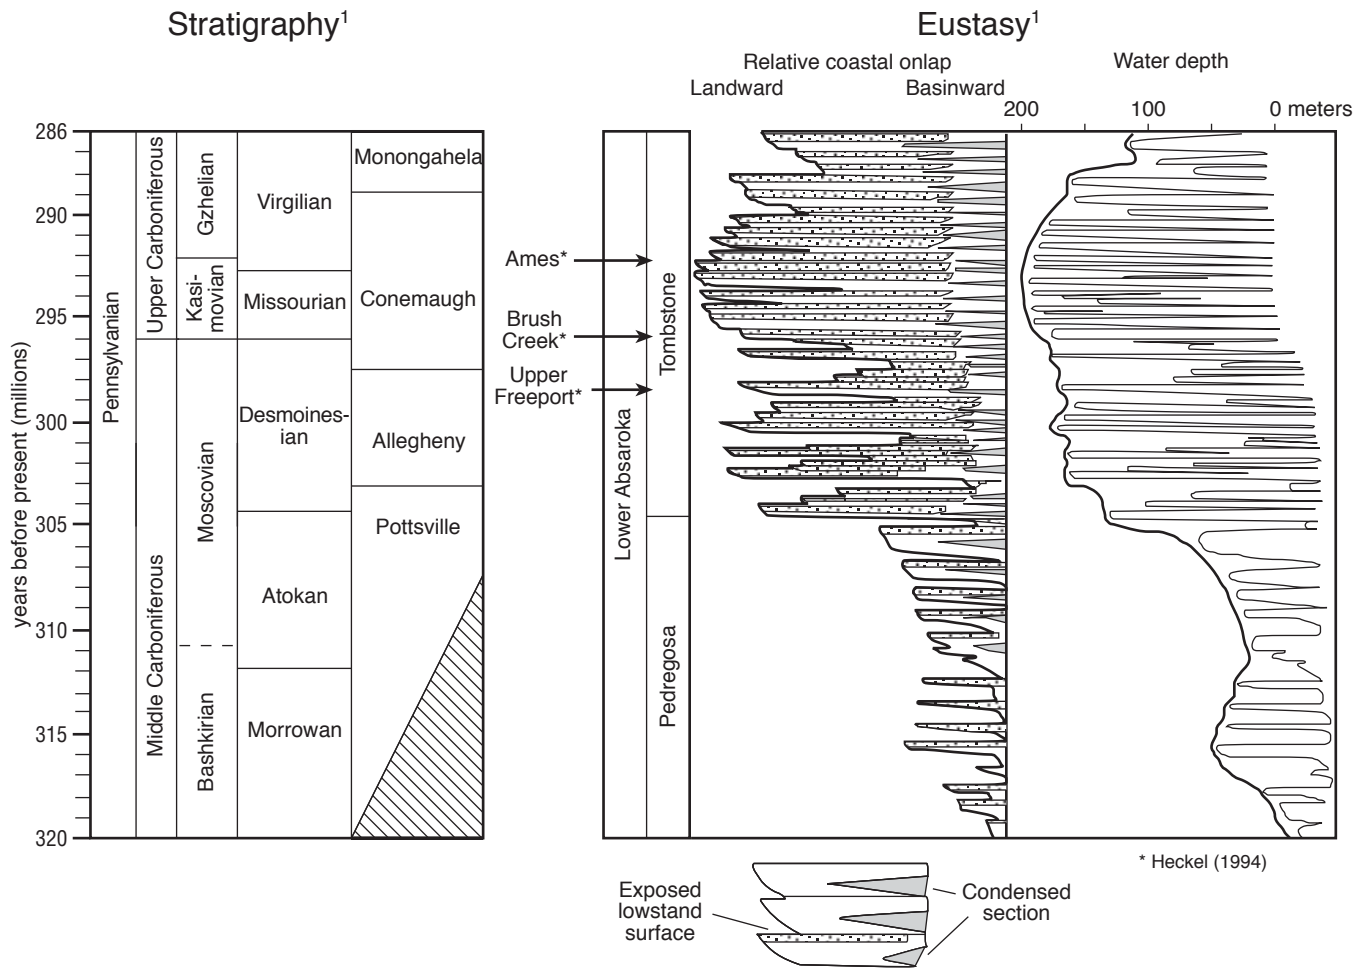 Stratigraphy1
Eustasy1
Relative coastal onlap
Landward
Basinward
Water depth
200
100
0 meters
years before present (millions)
286
290
295
300
305
310
315
320
Pennsylvanian
Upper Carboniferous
Middle Carboniferous
Gzhelian
Kasi-
movian
Moscovian
Bashkirian
Virgilian
Missourian
Desmoines-
ian
Atokan
Morrowan
Monongahela
Conemaugh
Allegheny
Pottsville
Ames*
Brush
Creek*
Upper
Freeport*
Lower Absaroka
Tombstone
Pedregosa
* Heckel (1994)
Exposed
lowstand
surface
Condensed
section